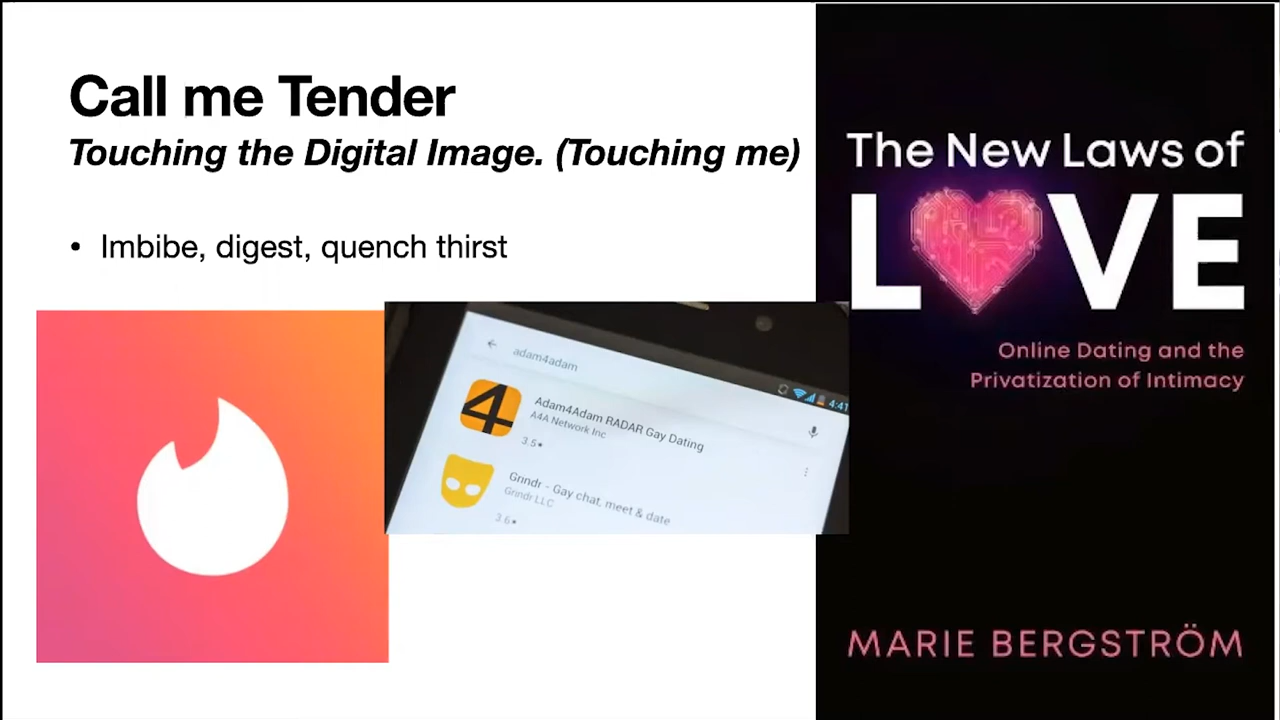 Call me Tender
Touching the Digital Image. (Touching me)
• Imbibe, digest, quench thirst
adam4adam
4:41
4
Adam4Adam RADAR Gay Dating
A4A Network Inc
3.5★
Grindr - Gay chat, meet & date
Grindr LLC
3.6★
The New Laws of
LOVE
Online Dating and the
Privatization of Intimacy
MARIE BERGSTRÖM